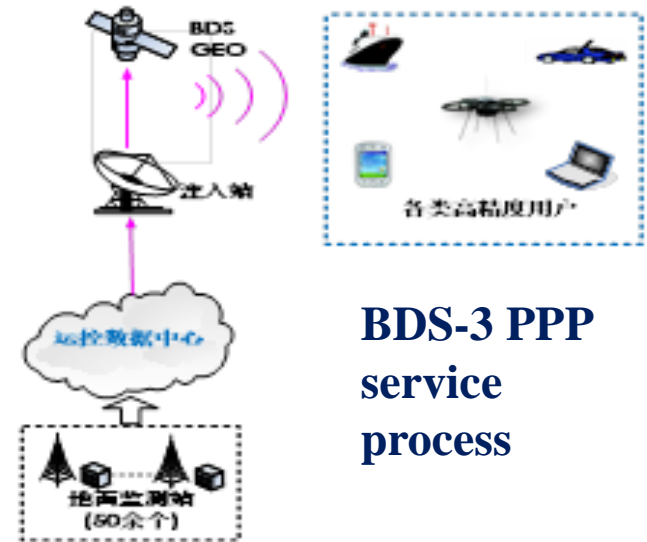 BDS
GEO
注入站
各类高精度用户
运控数据中心
BDS-3 PPP
service
process
地面监测站
(50余个)